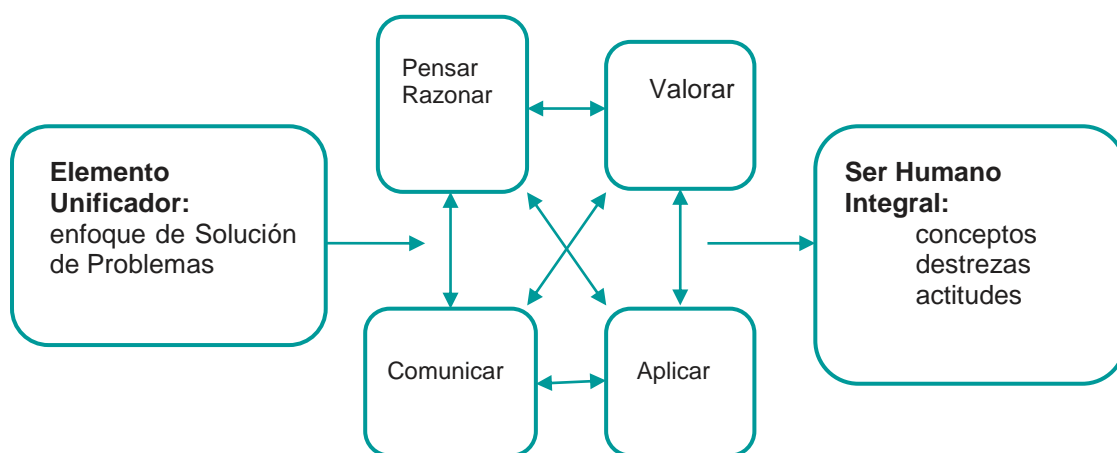 Elemento
Unificador:
enfoque de Solución
de Problemas
Pensar
Razonar
Valorar
Comunicar
Aplicar
Ser Humano
Integral:
conceptos
destrezas
actitudes